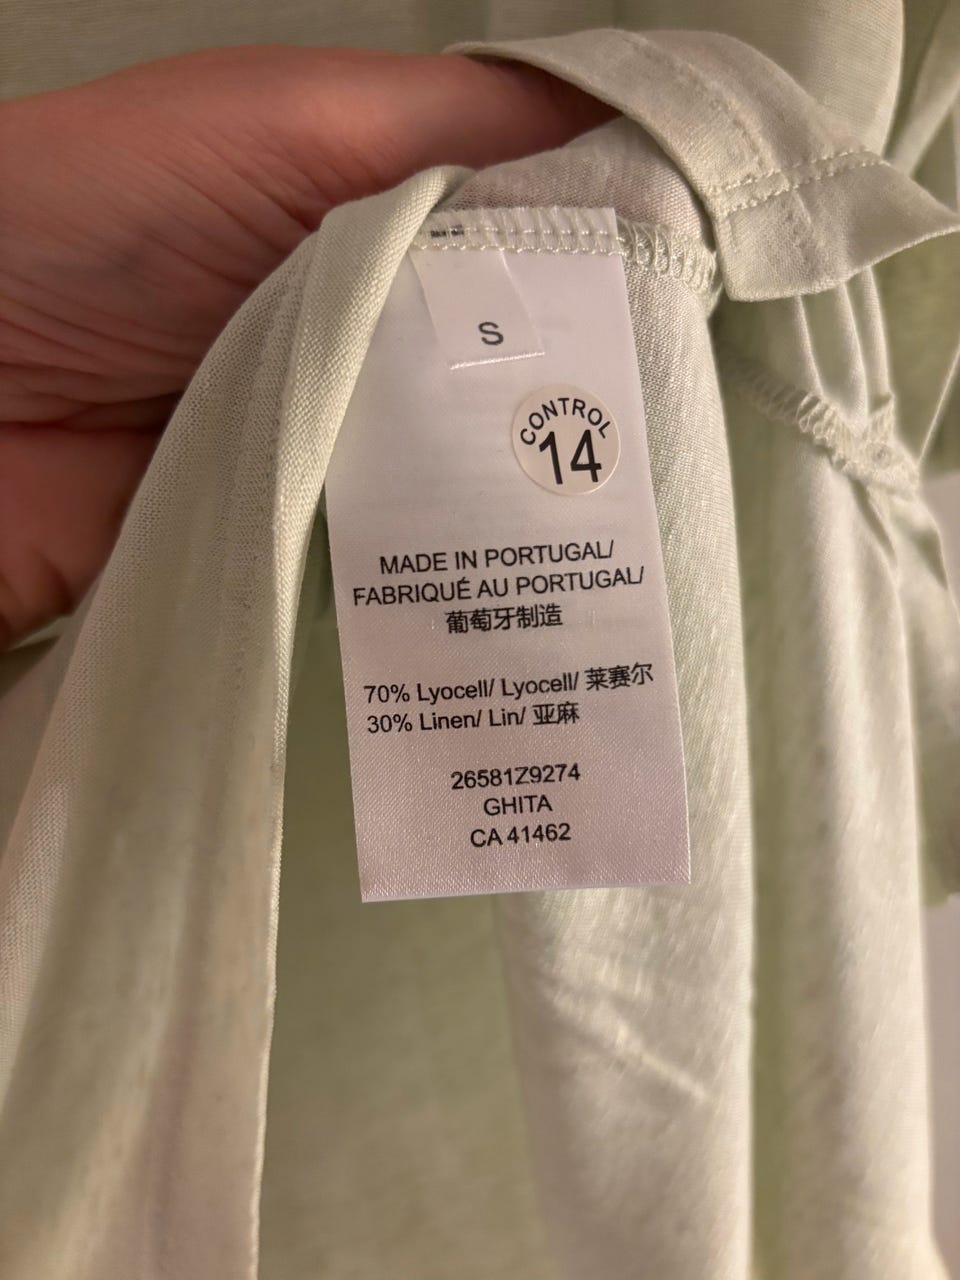 S
CONTROL
14
MADE IN PORTUGAL/
FABRIQUÉ AU PORTUGAL/
葡萄牙制造
70% Lyocell/ Lyocell/ 莱赛尔
30% Linen/ Lin/ 亚麻
26581Z9274
GHITA
CA 41462